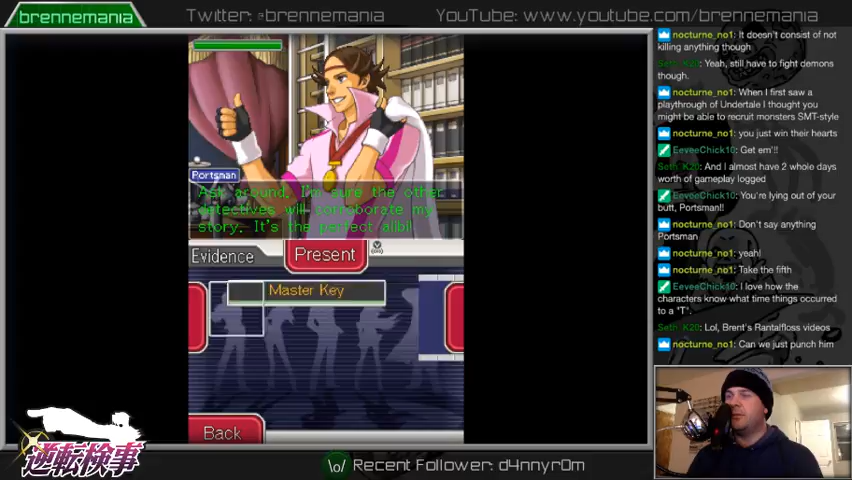 brennemania
Twitter: @brennemania
YouTube: www.youtube.com/brennemania
Portsman
Ask around. I'm sure the other
detectives will corroborate my
story. It's the perfect alibi!
Evidence
Present
Master Key
Back
逆転検事
\o/ Recent Follower: d4nnyr0m
nocturne_no1: It doesn't consist of not
killing anything though
Seth_K20: Yeah, still have to fight demons
though.
nocturne_no1: When I first saw a
playthrough of Undertale I thought you
might be able to recruit monsters SMT-style
nocturne_no1: you just win their hearts
EeveeChick10: Get em'!!
Seth_K20: And I almost have 2 whole days
worth of gameplay logged
EeveeChick10: You're lying out of your
butt, Portsman!!
nocturne_no1: Don't say anything
Portsman
nocturne_no1: yeah!
nocturne_no1: Take the fifth
EeveeChick10: I love how the
characters know what time things occurred
to a "T".
Seth_K20: Lol, Brent's Rantalfloss videos
nocturne_no1: Can we just punch him